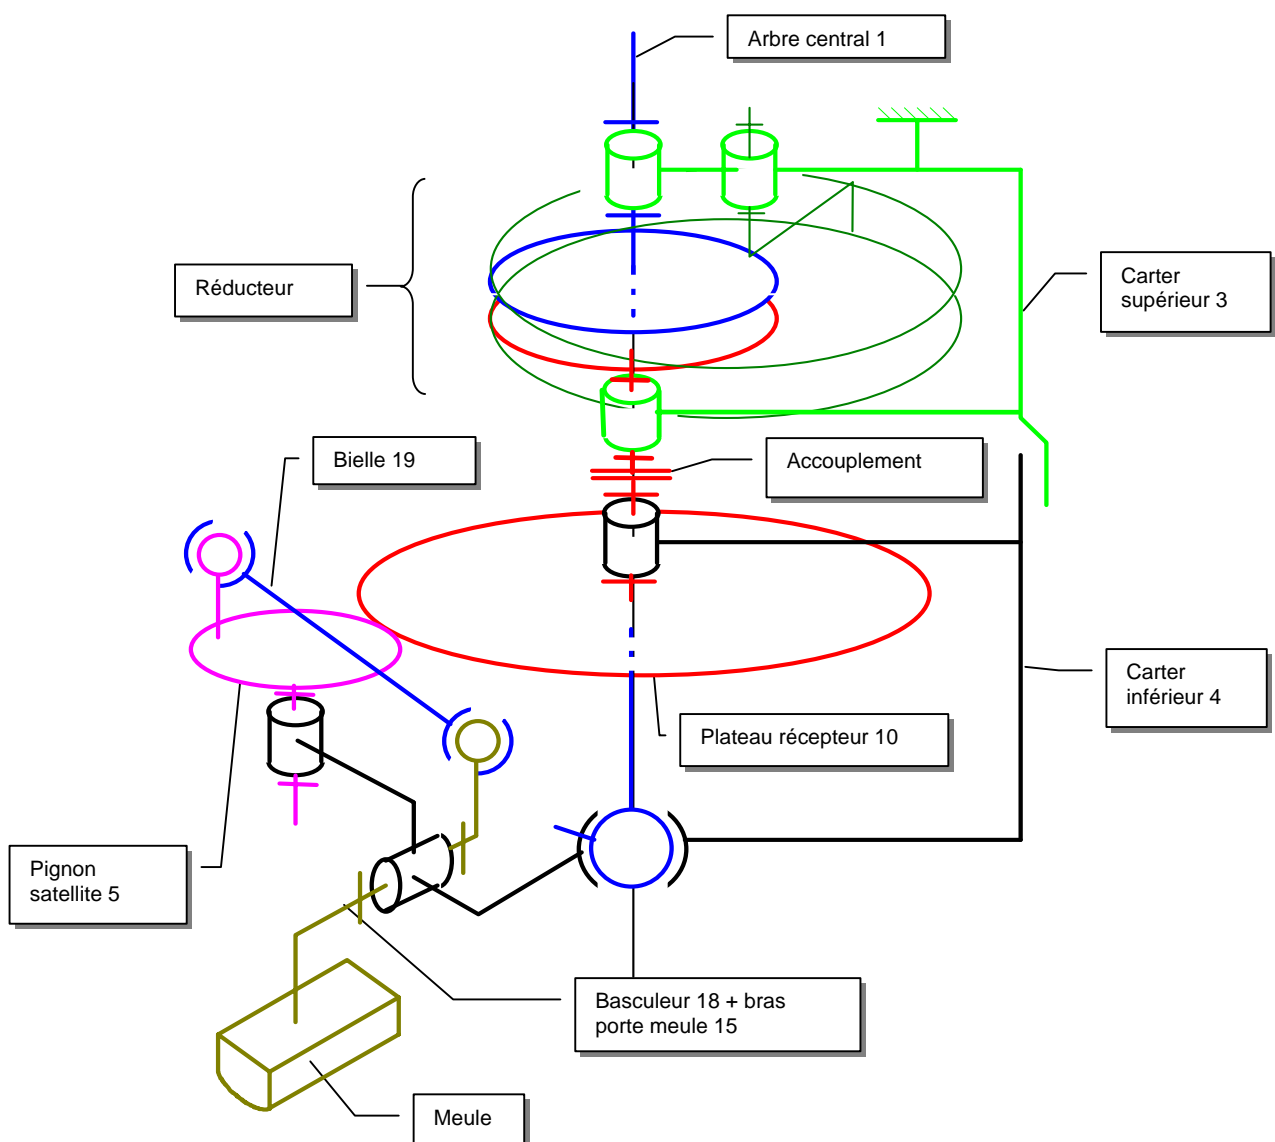 Arbre central 1
Réducteur
Carter
supérieur 3
Bielle 19
Accouplement
Carter
inférieur 4
Plateau récepteur 10
Pignon
satellite 5
Basculeur 18 + bras
porte meule 15
Meule